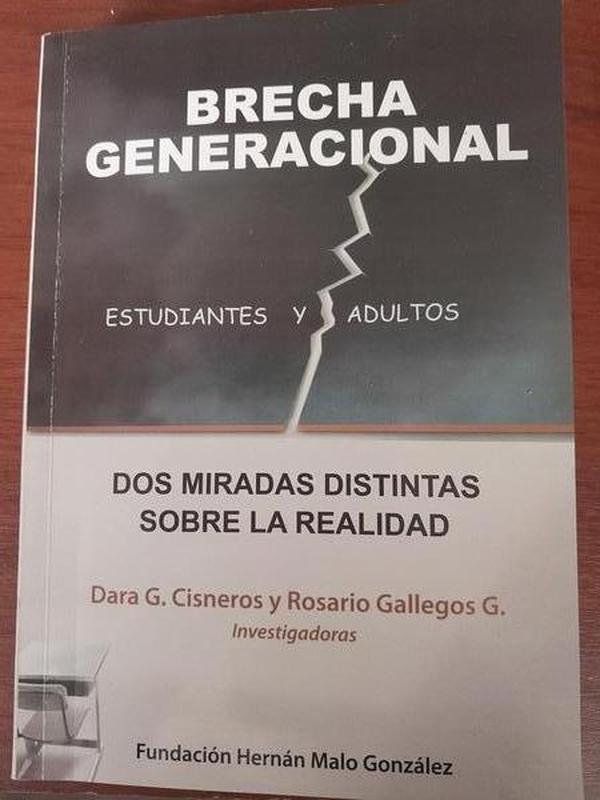 BRECHA
GENERACIONAL
ESTUDIANTES Y ADULTOS
DOS MIRADAS DISTINTAS
SOBRE LA REALIDAD
Dara G. Cisneros y Rosario Gallegos G.
Investigadoras
Fundación Hernán Malo González